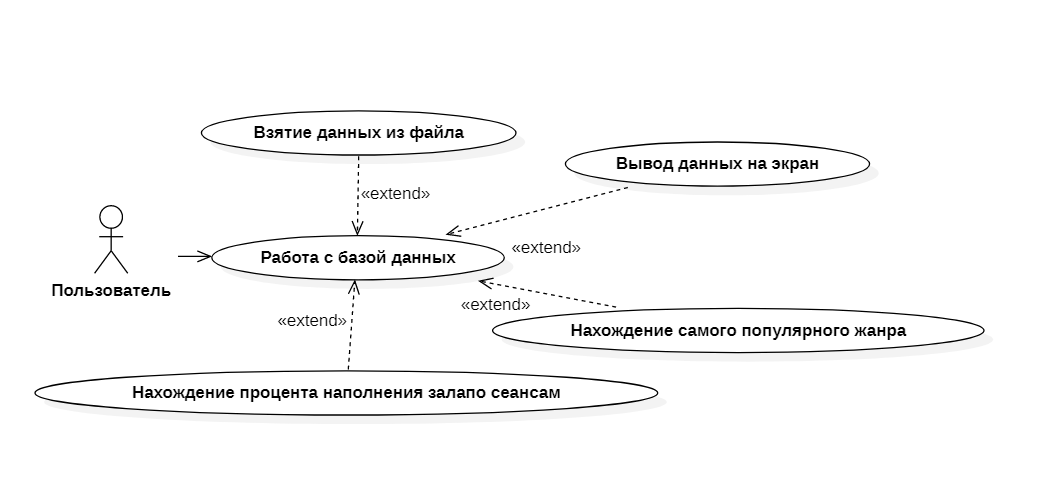 Взятие данных из файла
Вывод данных на экран
«extend»
Работа с базой данных
«extend»
Пользователь
«extend»
«extend»
Нахождение самого популярного жанра
Нахождение процента наполнения залапо сеансам